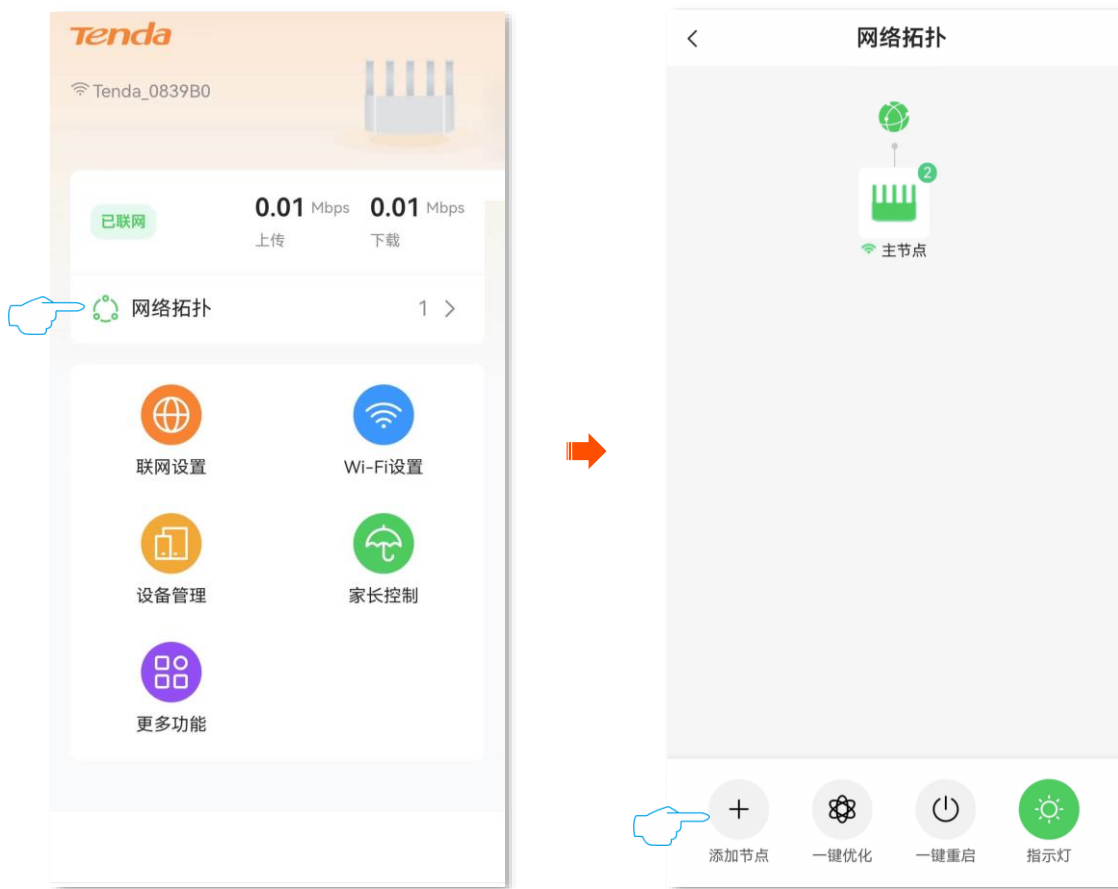 Tenda
Tenda_0839B0
已联网
0.01 Mbps 0.01 Mbps
上传 下载
网络拓扑 1
联网设置 Wi-Fi设置
设备管理 家长控制
更多功能
网络拓扑
2
主节点
添加节点 一键优化 一键重启 指示灯